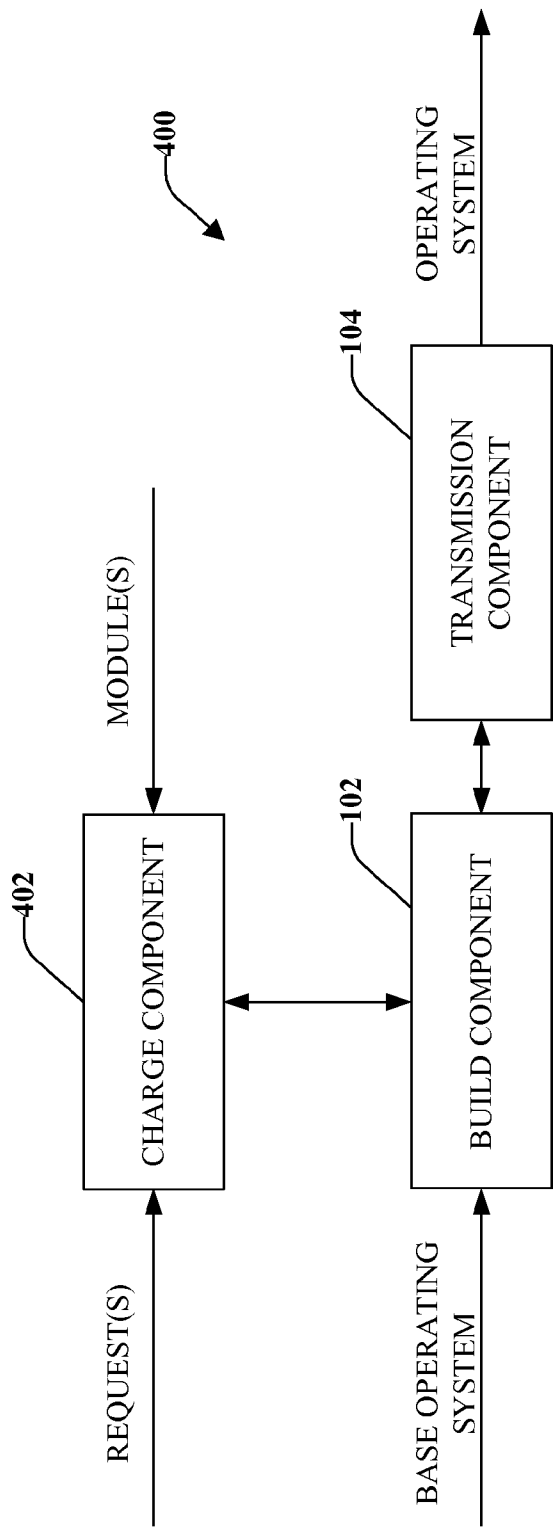 400
402
REQUEST(S)
CHARGE COMPONENT
MODULE(S)
102
104
BASE OPERATING
SYSTEM
BUILD COMPONENT
TRANSMISSION
COMPONENT
OPERATING
SYSTEM